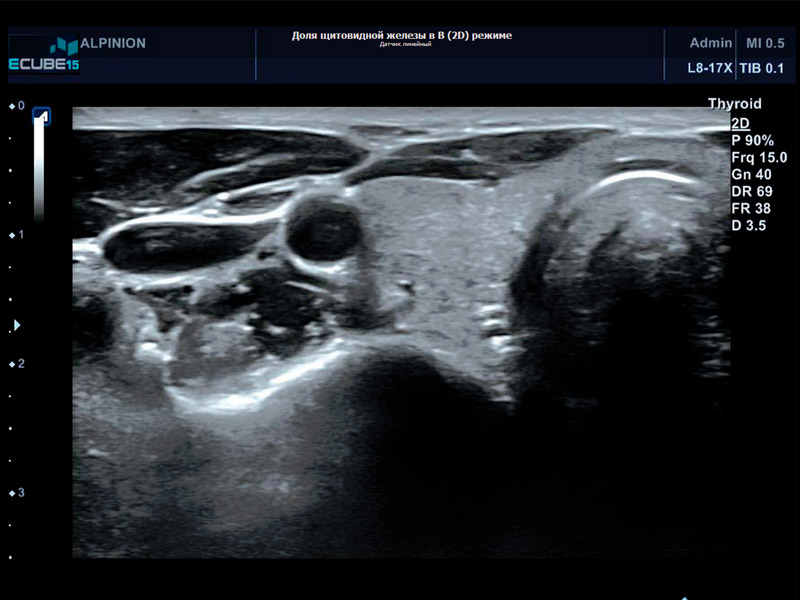 Доля щитовидной железы в В (2D) режиме
Датчик линейный
ALPINION
ECUBE15
Admin MI 0.5
L8-17X TIB 0.1
Thyroid
2D
P 90%
Frq 15.0
Gn 40
DR 69
FR 38
D 3.5
0
1
2
3